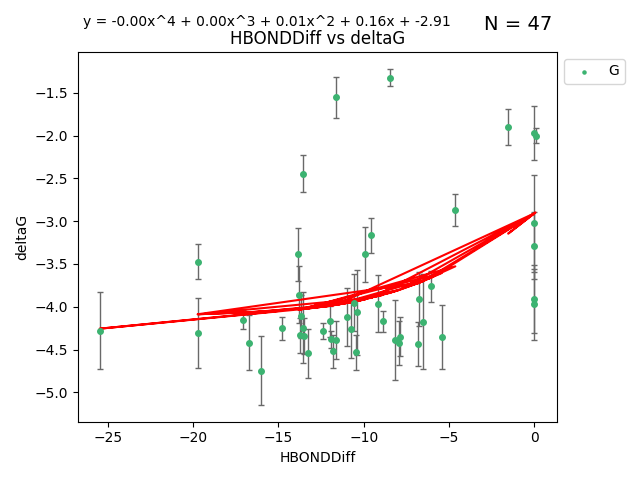 y = -0.00x^4 + 0.00x^3 + 0.01x^2 + 0.16x + -2.91
N = 47
HBONDDiff vs deltaG
G
deltaG
−1.5
−2.0
−2.5
−3.0
−3.5
−4.0
−4.5
−5.0
−25
−20
−15
−10
−5
0
HBONDDiff